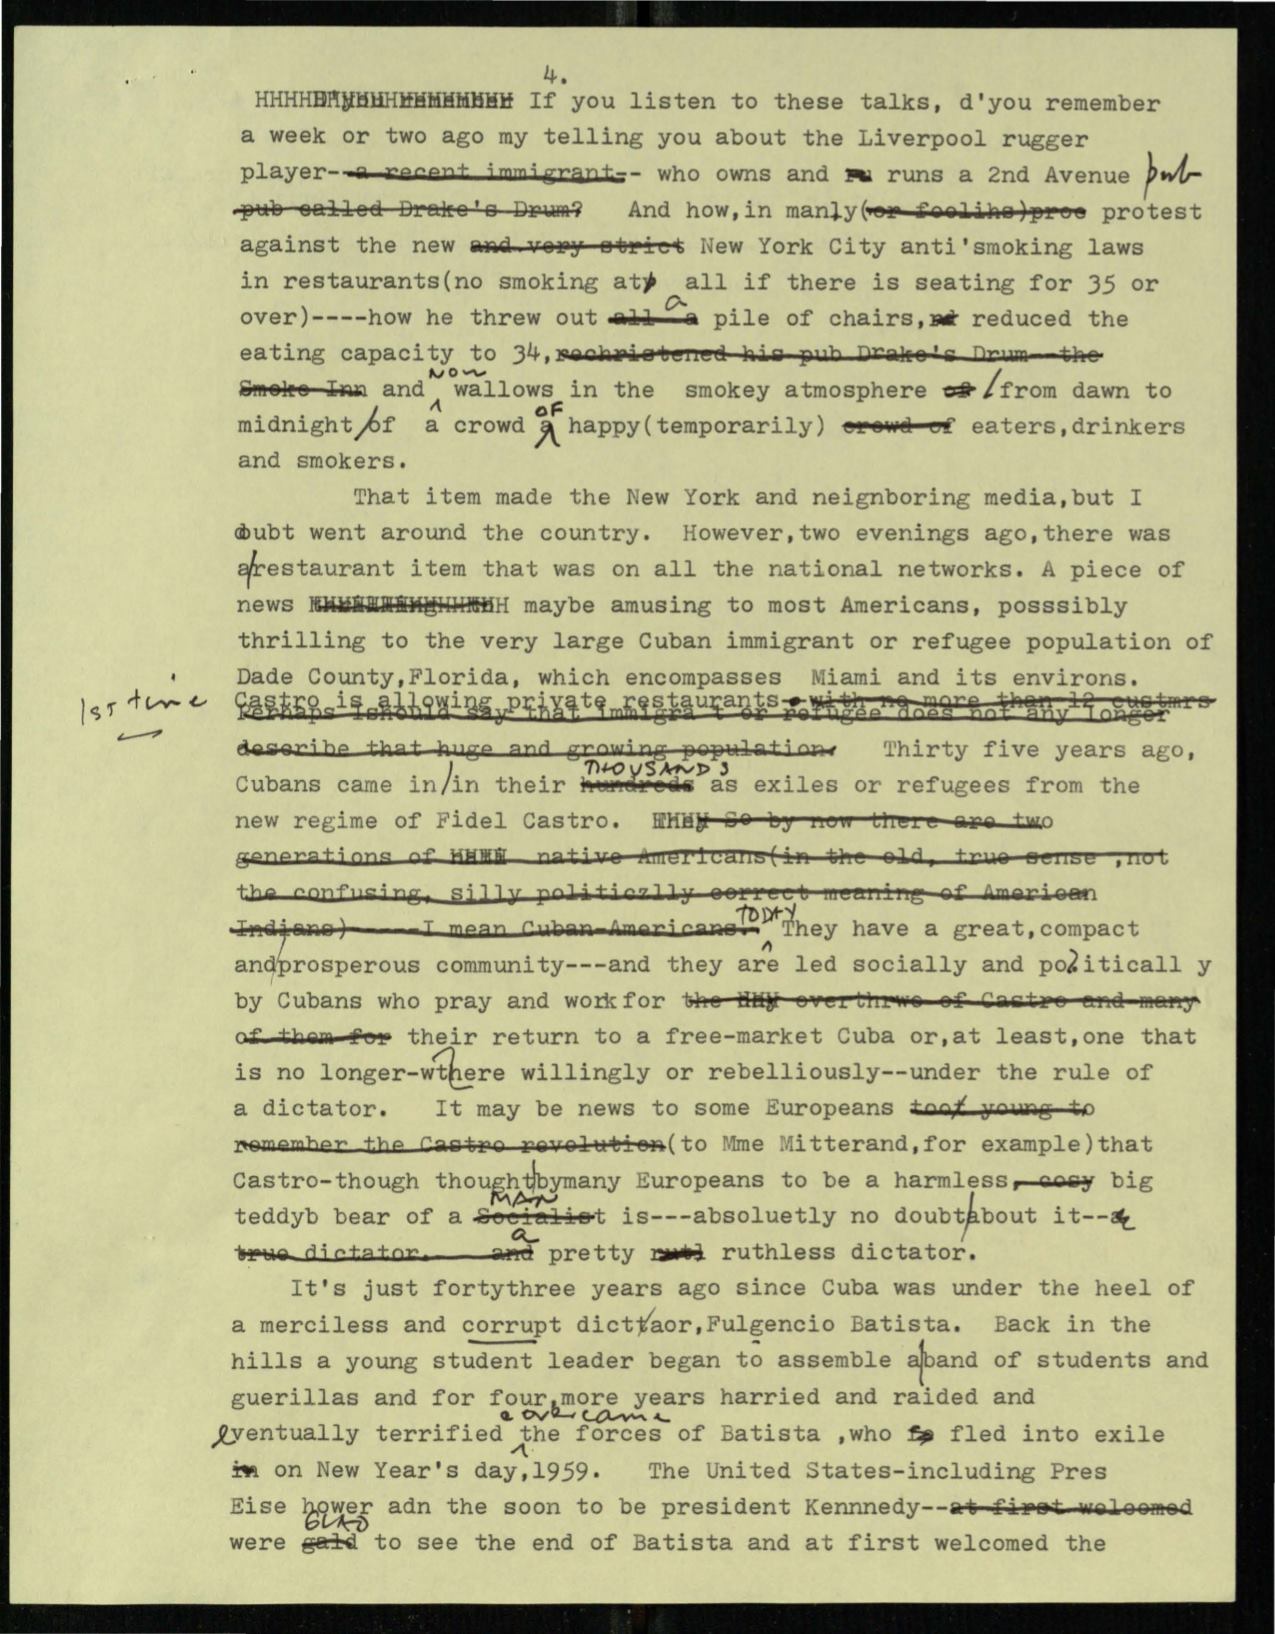 4.
If you listen to these talks, d'you remember
a week or two ago my telling you about the Liverpool rugger
player--a recent immigrant-- who owns and ru runs a 2nd Avenue pub
pub called Drake's Drum? And how,in manly(or foolihs)proe protest
against the new and very strict New York City anti'smoking laws
in restaurants(no smoking at all if there is seating for 35 or
a
over)----how he threw out all a pile of chairs, reduced the
eating capacity to 34,rechristened his pub Drake's Drum--the
NOW
Smoke Inn and wallows in the smokey atmosphere of from dawn to
OF
midnight of a crowd a happy(temporarily) crowd of eaters,drinkers
and smokers.
That item made the New York and neignboring media,but I
doubt went around the country. However,two evenings ago,there was
a restaurant item that was on all the national networks. A piece of
news maybe amusing to most Americans, posssibly
thrilling to the very large Cuban immigrant or refugee population of
Dade County,Florida, which encompasses Miami and its environs.
1st time
Castro is allowing private restaurants. with no more than 12 custmrs
Perhaps Ishould say that immigra t or refugee does not any longer
describe that huge and growing population. Thirty five years ago,
THOUSANDS
Cubans came in/in their hundreds as exiles or refugees from the
new regime of Fidel Castro. They So by now there are two
generations of native Americans(in the old, true sense ,not
the confusing, silly politiczlly correct meaning of American
TODAY
Indians)-----I mean Cuban-Americans. They have a great,compact
and prosperous community---and they are led socially and politicall y
by Cubans who pray and work for the overthrwo of Castro and many
of them for their return to a free-market Cuba or,at least,one that
is no longer-wthere willingly or rebelliously--under the rule of
a dictator. It may be news to some Europeans too young to
remember the Castro revolution(to Mme Mitterand,for example)that
Castro-though thought bymany Europeans to be a harmless, cosy big
MAN
teddyb bear of a Socialist is---absoluetly no doubt about it--a
a
true dictator. and pretty rutl ruthless dictator.
It's just fortythree years ago since Cuba was under the heel of
a merciless and corrupt dicttaor,Fulgencio Batista. Back in the
hills a young student leader began to assemble a band of students and
guerillas and for four,more years harried and raided and
overcame
eventually terrified the forces of Batista ,who fled into exile
in on New Year's day,1959. The United States-including Pres
Eise hower adn the soon to be president Kennnedy--at first welcomed
GLAD
were gald to see the end of Batista and at first welcomed the